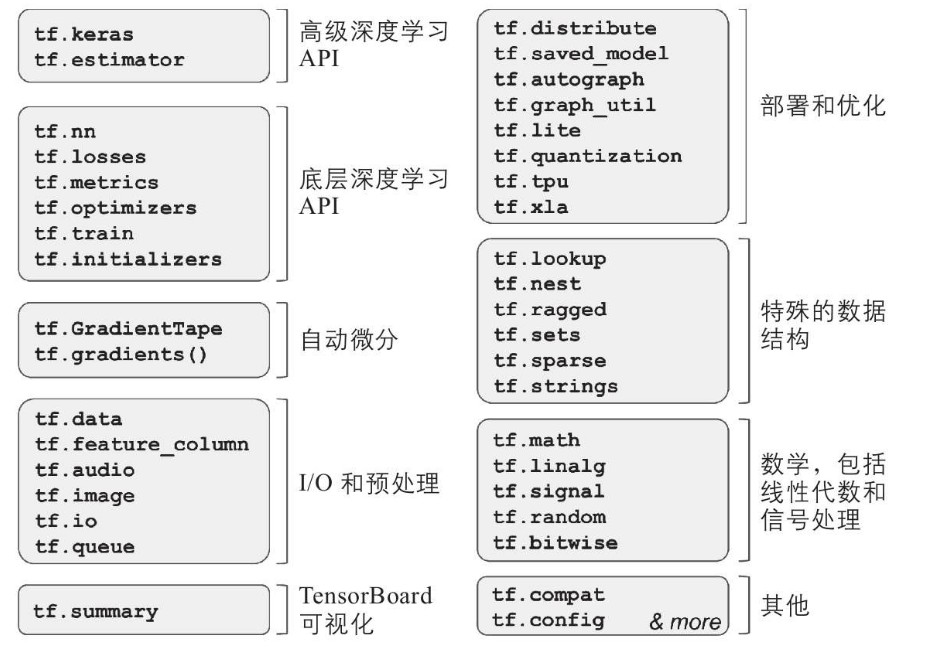 tf.keras
tf.estimator
高级深度学习
API
tf.nn
tf.losses
tf.metrics
tf.optimizers
tf.train
tf.initializers
底层深度学习
API
tf.GradientTape
tf.gradients()
自动微分
tf.data
tf.feature_column
tf.audio
tf.image
tf.io
tf.queue
I/O 和预处理
tf.summary
TensorBoard
可视化
tf.distribute
tf.saved_model
tf.autograph
tf.graph_util
tf.lite
tf.quantization
tf.tpu
tf.xla
部署和优化
tf.lookup
tf.nest
tf.ragged
tf.sets
tf.sparse
tf.strings
特殊的数据
结构
tf.math
tf.linalg
tf.signal
tf.random
tf.bitwise
数学，包括
线性代数和
信号处理
tf.compat
tf.config & more
其他